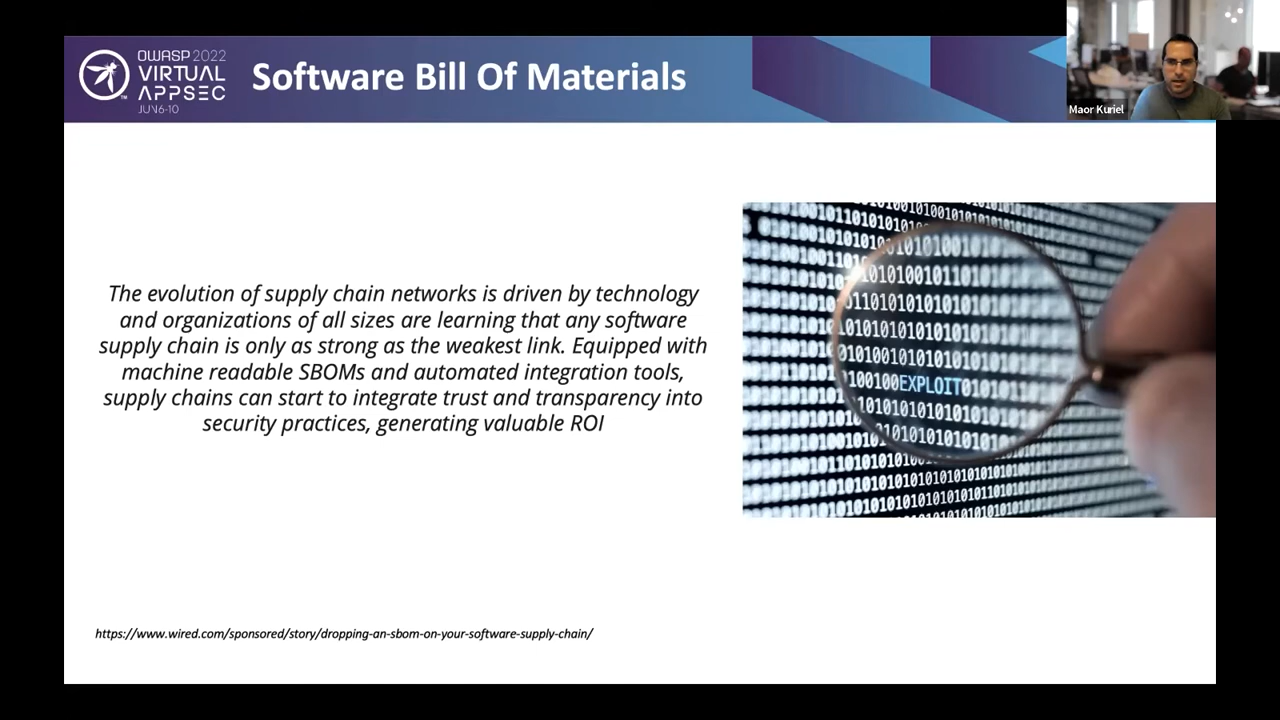 OWASP 2022
VIRTUAL
APPSEC
JUN 6-10
Software Bill Of Materials
Maor Kuriel
The evolution of supply chain networks is driven by technology
and organizations of all sizes are learning that any software
supply chain is only as strong as the weakest link. Equipped with
machine readable SBOMs and automated integration tools,
supply chains can start to integrate trust and transparency into
security practices, generating valuable ROI
EXPLOIT
https://www.wired.com/sponsored/story/dropping-an-sbom-on-your-software-supply-chain/